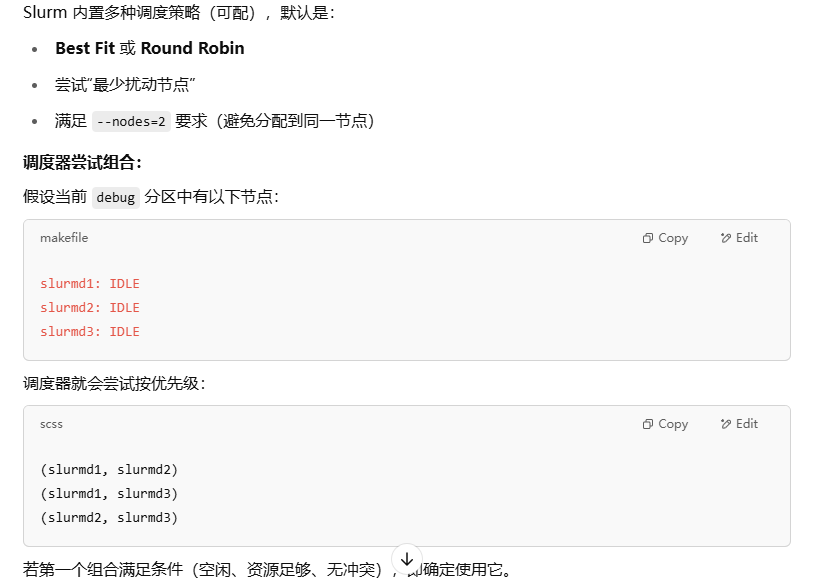 Slurm 内置多种调度策略（可配），默认是：
• Best Fit 或 Round Robin
• 尝试“最少扰动节点”
• 满足 --nodes=2 要求（避免分配到同一节点）
调度器尝试组合：
假设当前 debug 分区中有以下节点：
makefile Copy Edit
slurmd1: IDLE
slurmd2: IDLE
slurmd3: IDLE
调度器就会尝试按优先级：
scss Copy Edit
(slurmd1, slurmd2)
(slurmd1, slurmd3)
(slurmd2, slurmd3)
若第一个组合满足条件（空闲、资源足够、无冲突），即确定使用它。